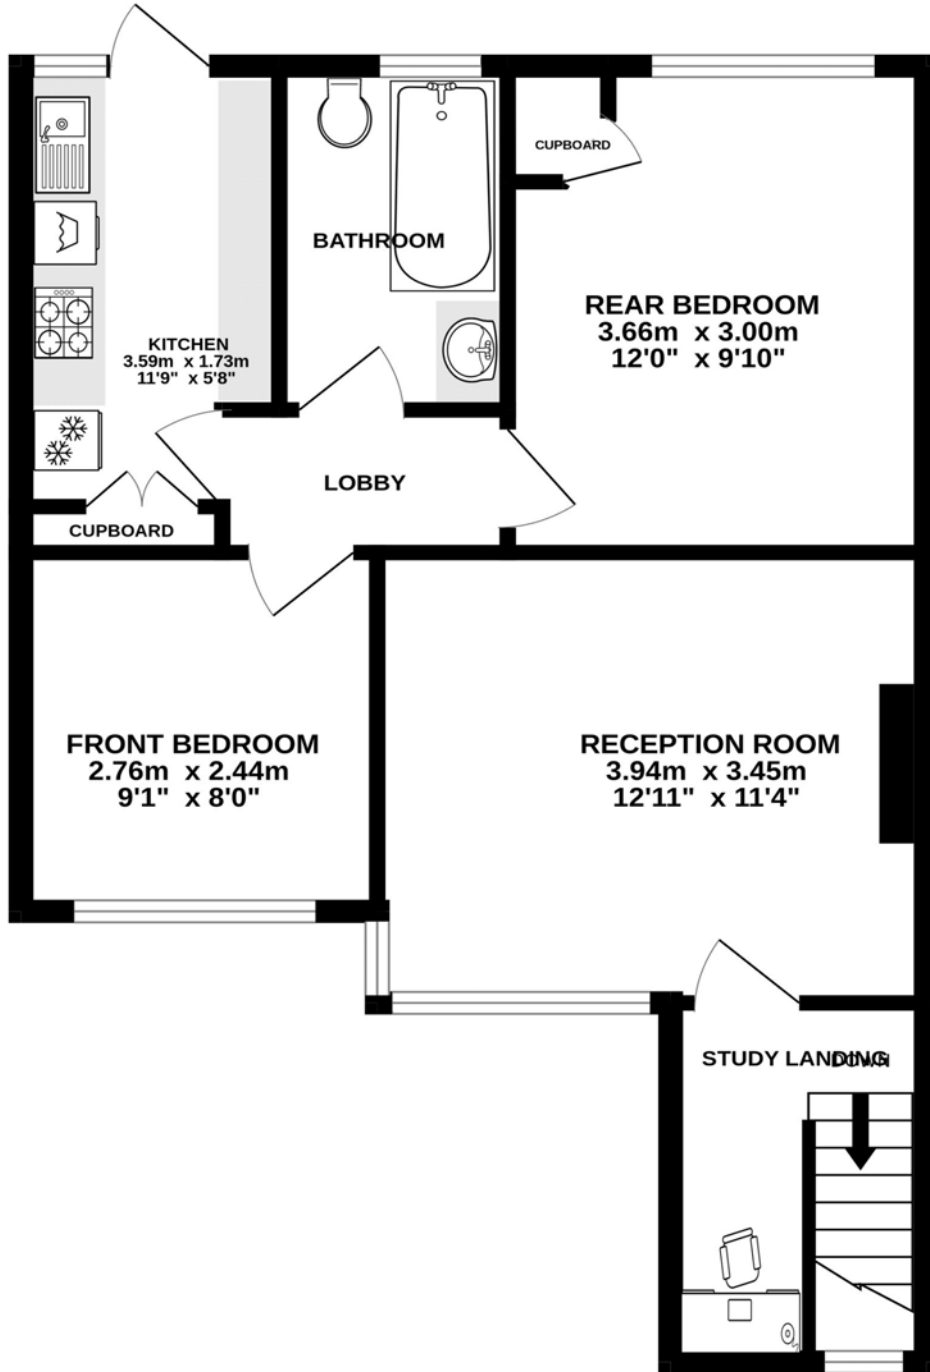 CUPBOARD
BATHROOM
REAR BEDROOM
3.66m x 3.00m
12'0" x 9'10"
KITCHEN
3.59m x 1.73m
11'9" x 5'8"
LOBBY
CUPBOARD
FRONT BEDROOM
2.76m x 2.44m
9'1" x 8'0"
RECEPTION ROOM
3.94m x 3.45m
12'11" x 11'4"
STUDY LANDING
DOWN